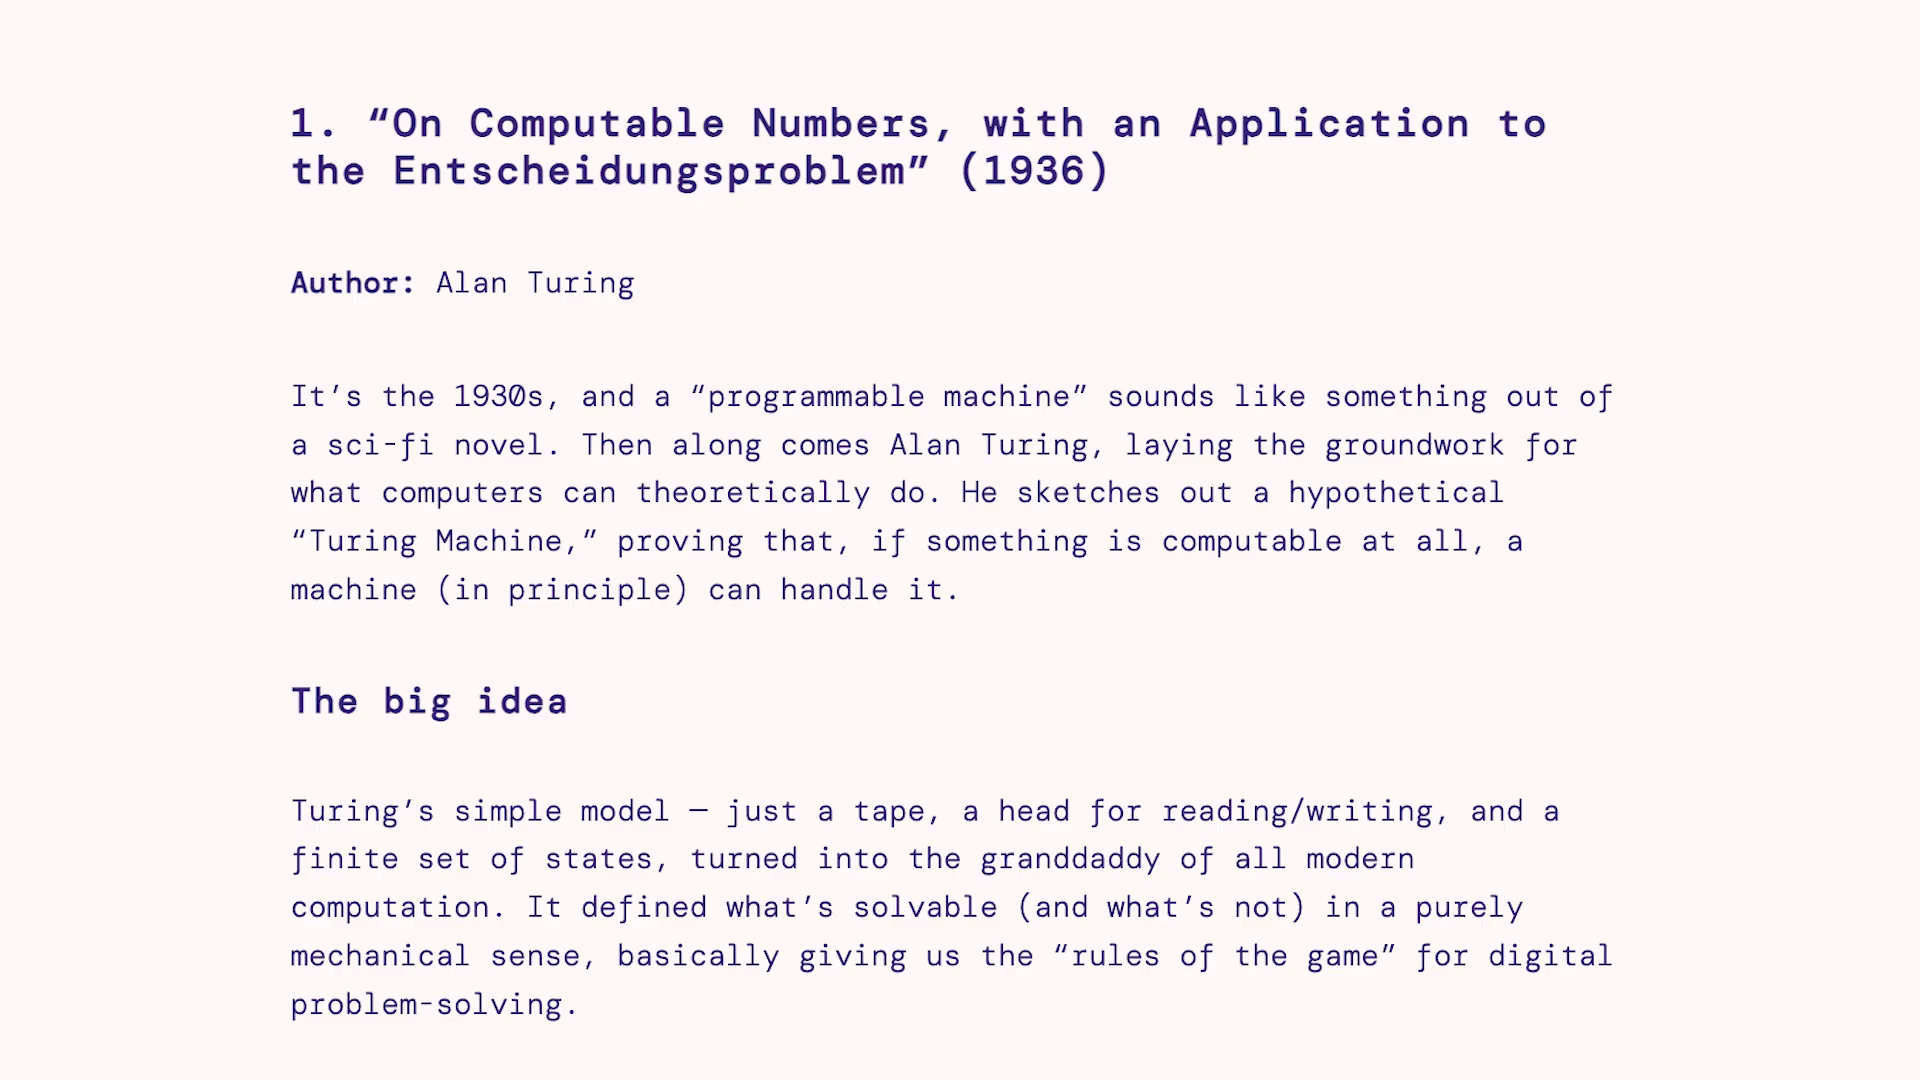 1. “On Computable Numbers, with an Application to
the Entscheidungsproblem” (1936)
Author: Alan Turing
It’s the 1930s, and a “programmable machine” sounds like something out of
a sci-fi novel. Then along comes Alan Turing, laying the groundwork for
what computers can theoretically do. He sketches out a hypothetical
“Turing Machine,” proving that, if something is computable at all, a
machine (in principle) can handle it.
The big idea
Turing’s simple model — just a tape, a head for reading/writing, and a
finite set of states, turned into the granddaddy of all modern
computation. It defined what’s solvable (and what’s not) in a purely
mechanical sense, basically giving us the “rules of the game” for digital
problem-solving.